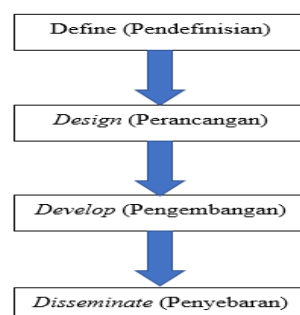 Define (Pendefinisian)
Design (Perancangan)
Develop (Pengembangan)
Disseminate (Penyebaran)